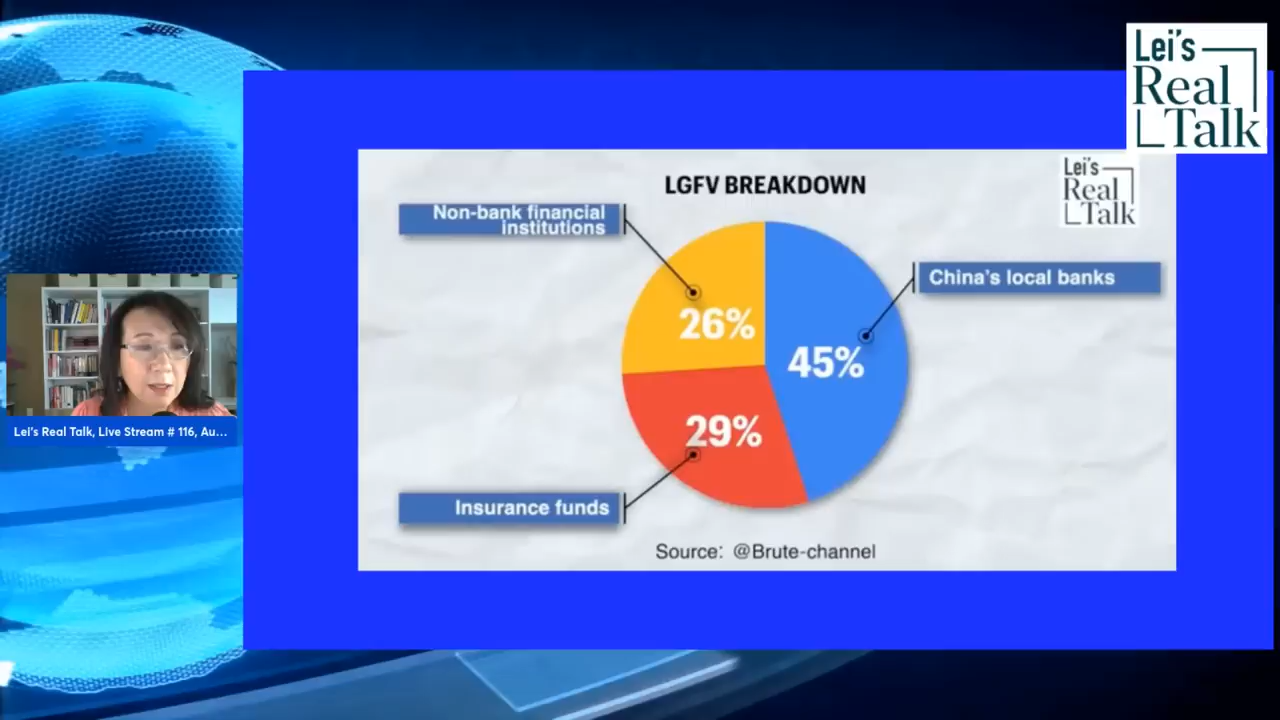 Lei's
Real
Talk
LGFV BREAKDOWN
Lei's
Real
Talk
Non-bank financial
institutions
China's local banks
26%
45%
29%
Insurance funds
Source: @Brute-channel
Lei's Real Talk, Live Stream # 116, Au...